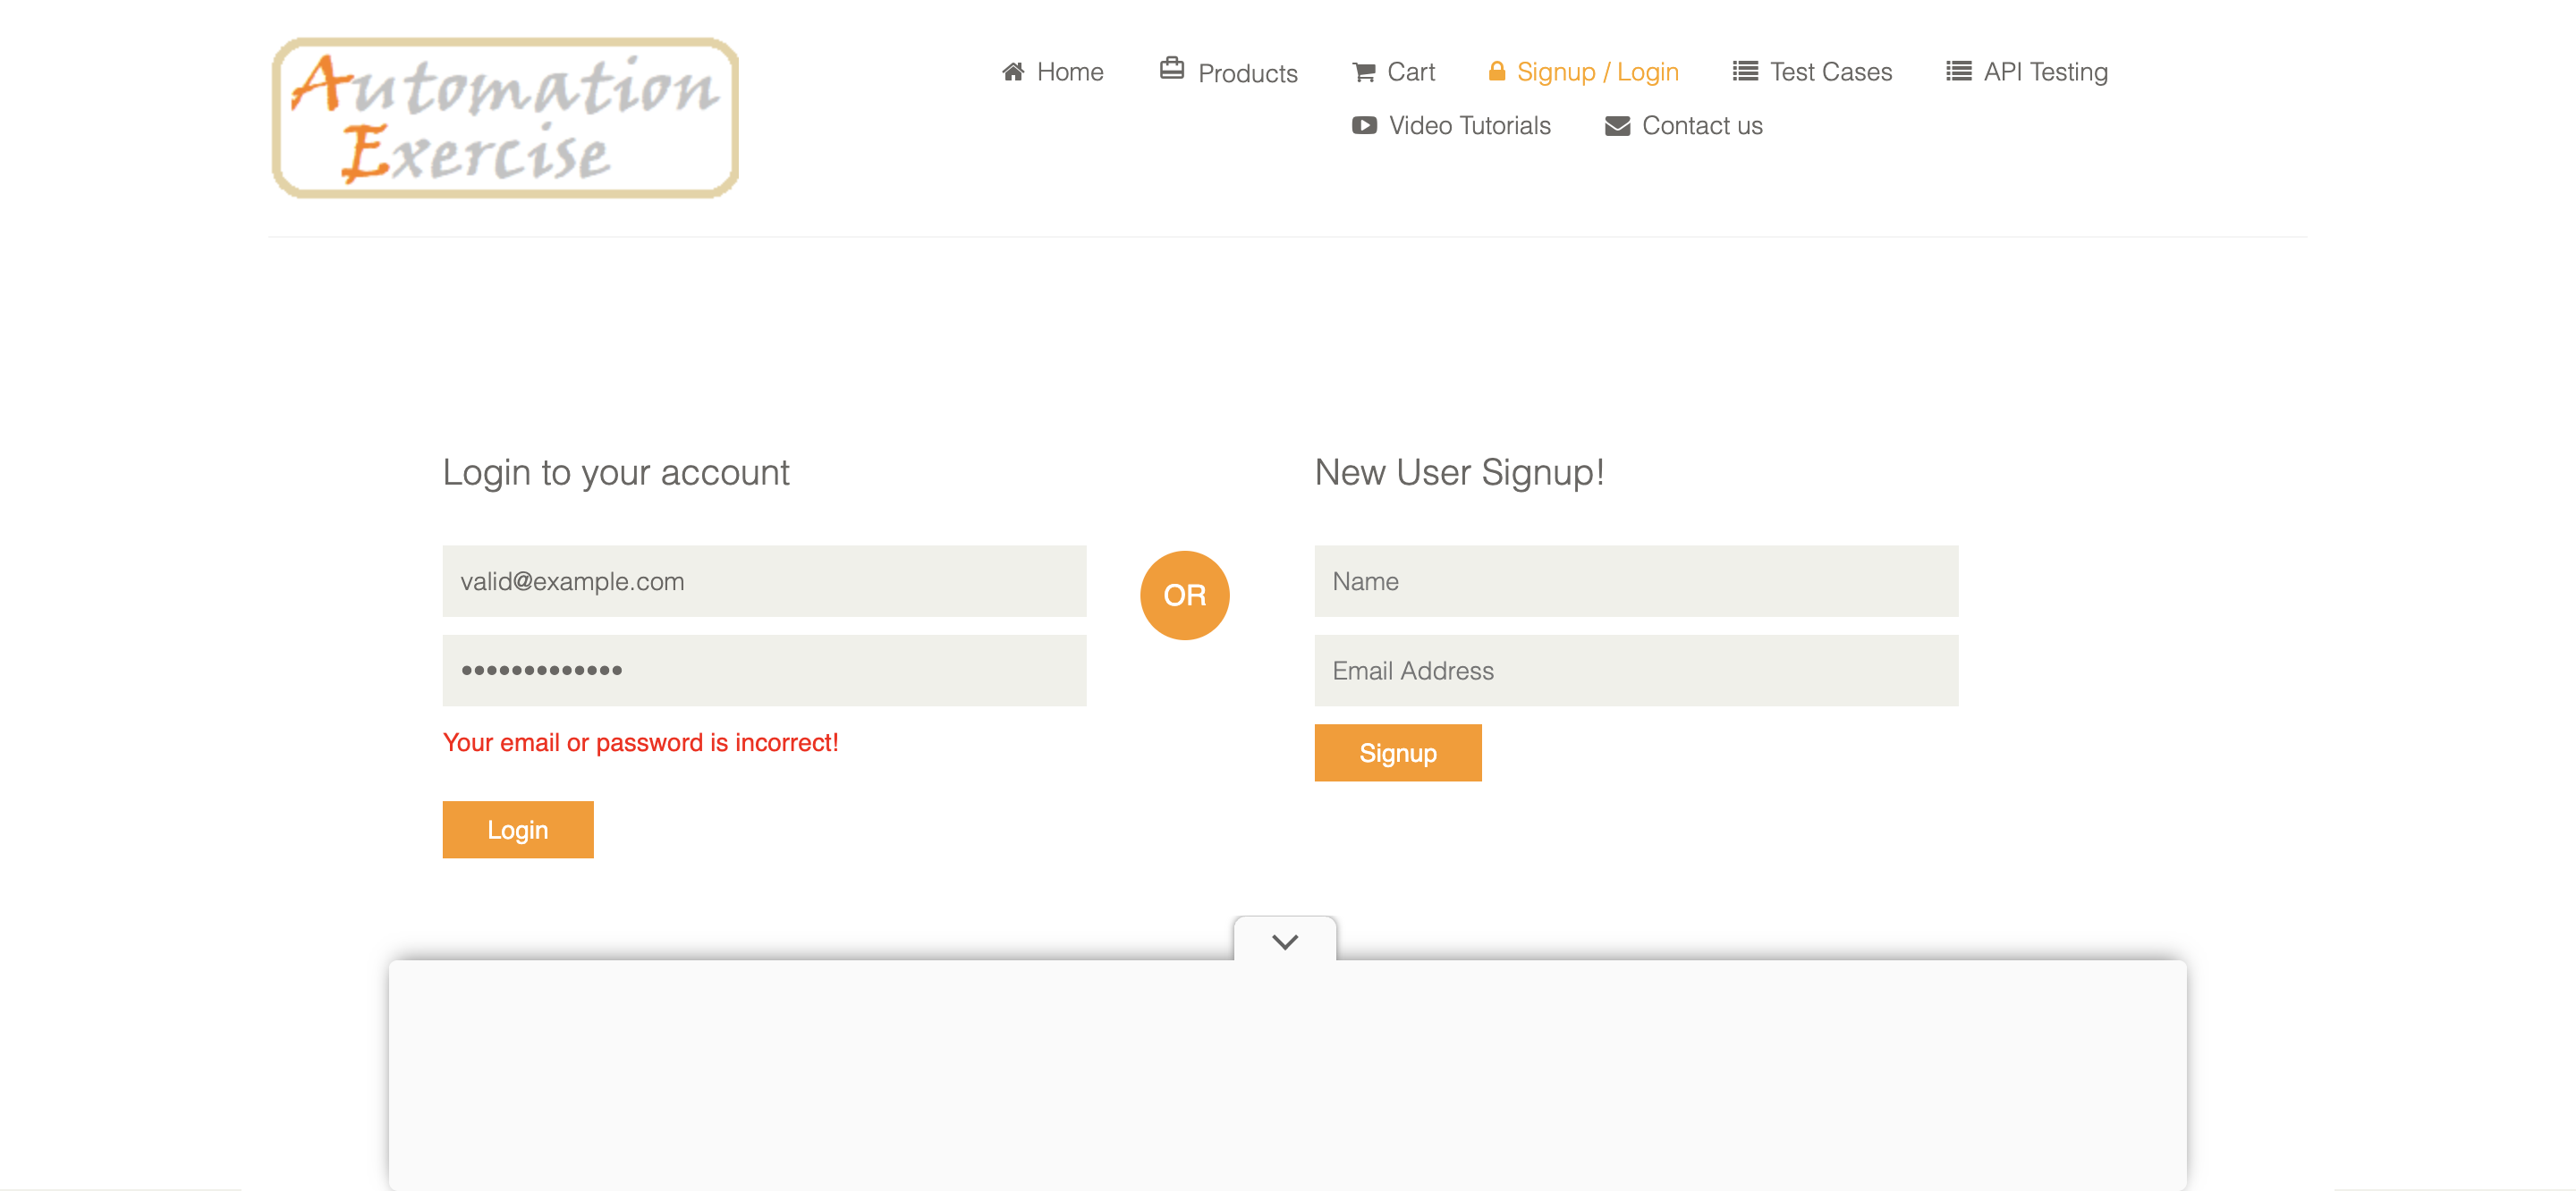 Automation
Exercise
Home
Products
Cart
Signup / Login
Test Cases
API Testing
Video Tutorials
Contact us
Login to your account
valid@example.com
•••••••••••••
Your email or password is incorrect!
Login
OR
New User Signup!
Name
Email Address
Signup